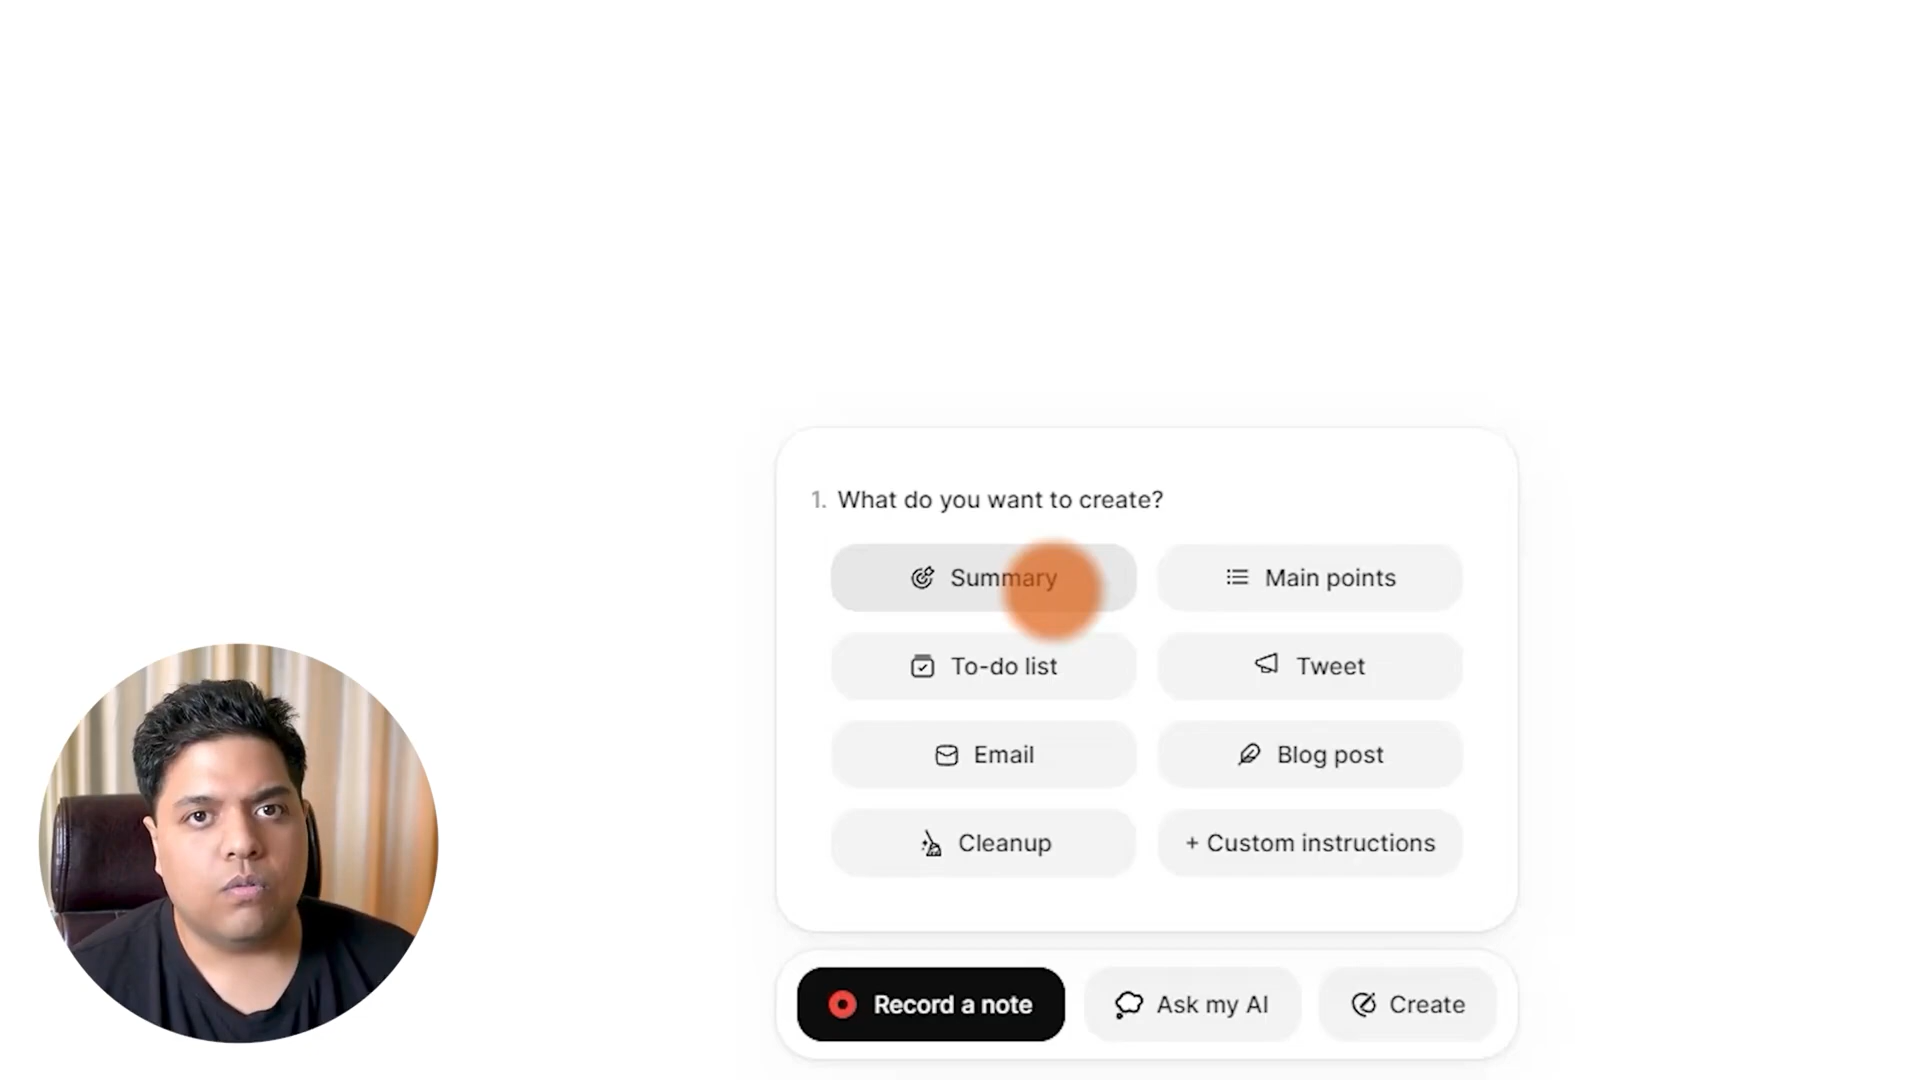 1. What do you want to create?
Summary
Main points
To-do list
Tweet
Email
Blog post
Cleanup
+ Custom instructions
Record a note
Ask my AI
Create